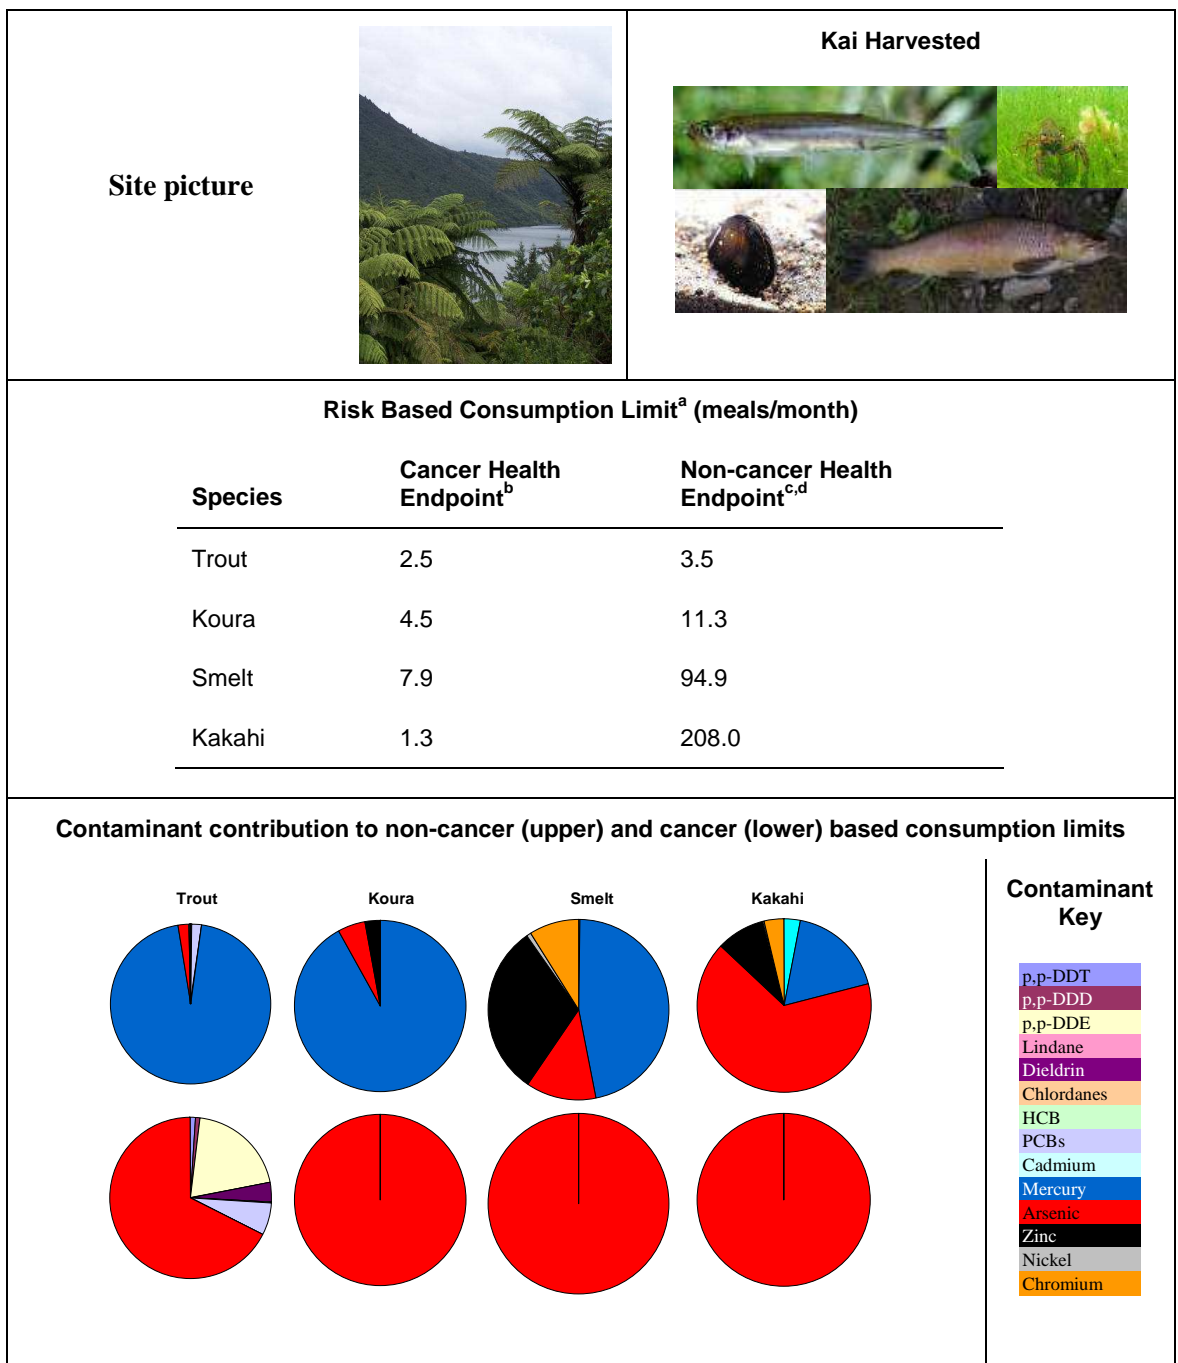 Site picture
Kai Harvested
Risk Based Consumption Limitᵃ (meals/month)
Species
Cancer Health
Endpointᵇ
Non-cancer Health
Endpointᶜ,ᵈ
Trout 2.5 3.5
Koura 4.5 11.3
Smelt 7.9 94.9
Kakahi 1.3 208.0
Contaminant contribution to non-cancer (upper) and cancer (lower) based consumption limits
Trout Koura Smelt Kakahi
Contaminant
Key
p,p-DDT
p,p-DDD
p,p-DDE
Lindane
Dieldrin
Chlordanes
HCB
PCBs
Cadmium
Mercury
Arsenic
Zinc
Nickel
Chromium